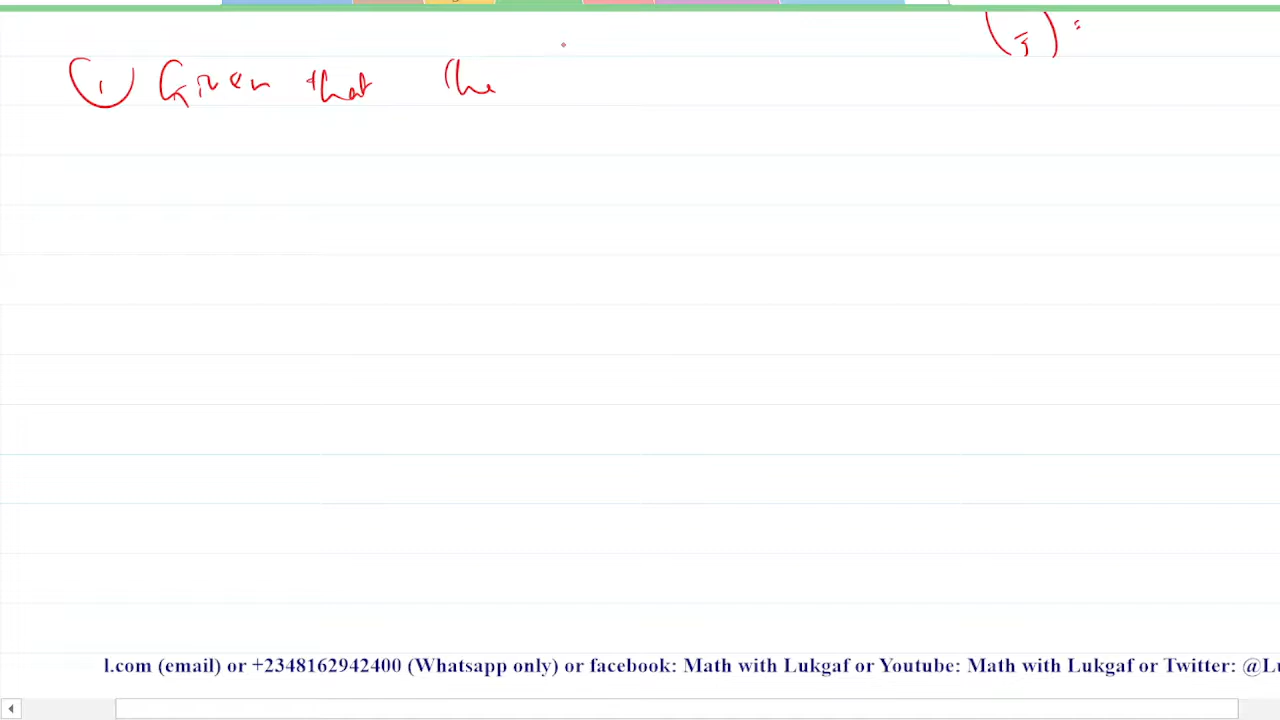 ① Given that the
l.com (email) or +2348162942400 (Whatsapp only) or facebook: Math with Lukgaf or Youtube: Math with Lukgaf or Twitter: @Lu